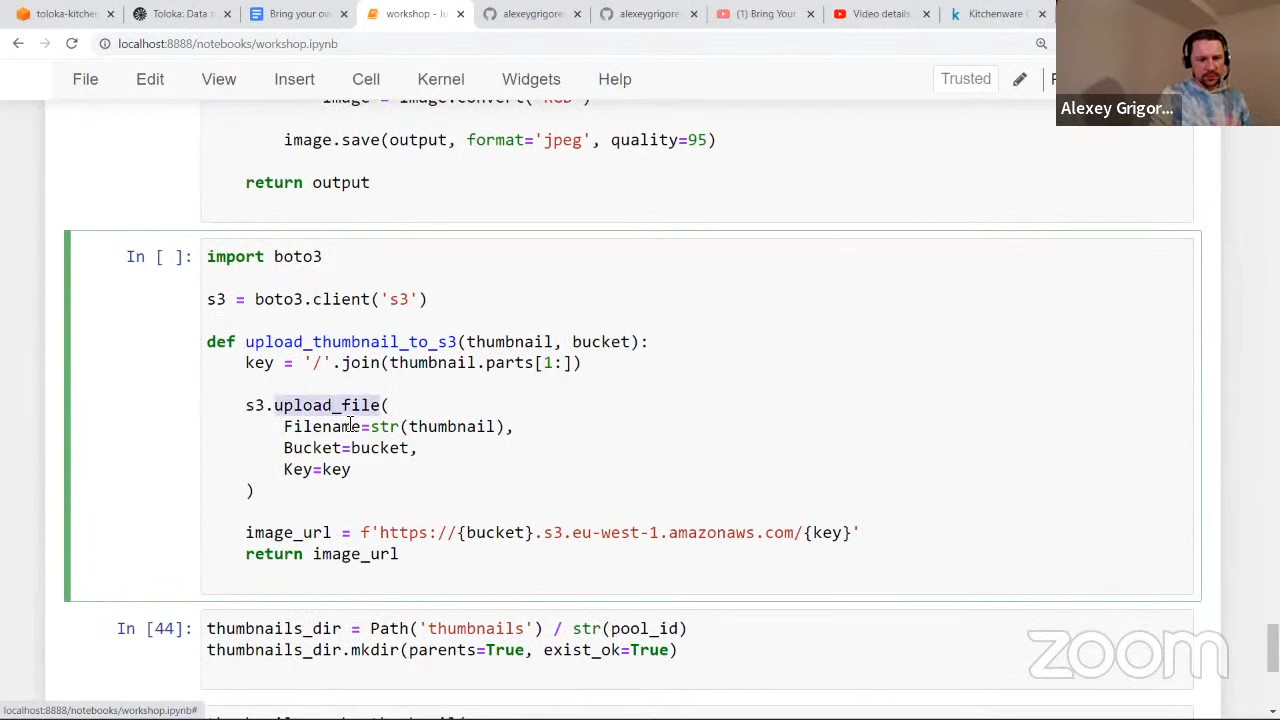 toloka-kitchen
Toloka: Data s
Bring your own
workshop - Ju
alexeygrigore
alexeygrigore
(1) Bring Your
Video details
Kitchenware C
localhost:8888/notebooks/workshop.ipynb
File Edit View Insert Cell Kernel Widgets Help
Trusted
Alexey Grigor...
image = image.convert('RGB')
image.save(output, format='jpeg', quality=95)
return output
In [ ]:
import boto3
s3 = boto3.client('s3')
def upload_thumbnail_to_s3(thumbnail, bucket):
key = '/'.join(thumbnail.parts[1:])
s3.upload_file(
Filename=str(thumbnail),
Bucket=bucket,
Key=key
)
image_url = f'https://{bucket}.s3.eu-west-1.amazonaws.com/{key}'
return image_url
In [44]:
thumbnails_dir = Path('thumbnails') / str(pool_id)
thumbnails_dir.mkdir(parents=True, exist_ok=True)
zoom
localhost:8888/notebooks/workshop.ipynb#